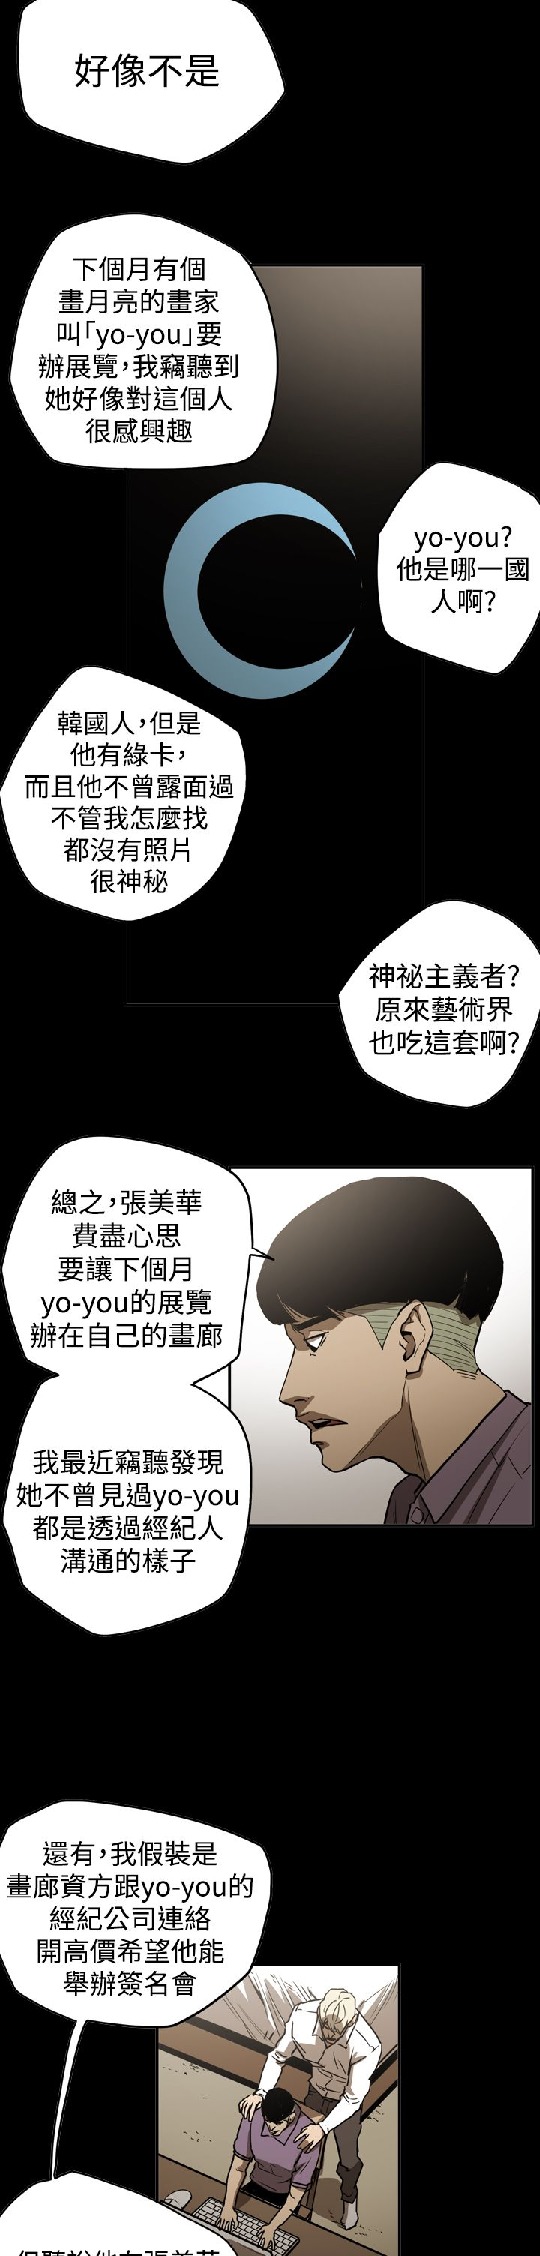 好像不是
下個月有個
畫月亮的畫家
叫「yo-you」要
辦展覽,我竊聽到
她好像對這個人
很感興趣
yo-you?
他是哪一國
人啊?
韓國人,但是
他有綠卡,
而且他不曾露面過
不管我怎麼找
都沒有照片
很神秘
神祕主義者?
原來藝術界
也吃這套啊?
總之,張美華
費盡心思
要讓下個月
yo-you的展覽
辦在自己的畫廊
我最近竊聽發現
她不曾見過yo-you
都是透過經紀人
溝通的樣子
還有,我假裝是
畫廊資方跟yo-you的
經紀公司連絡
開高價希望他能
舉辦簽名會